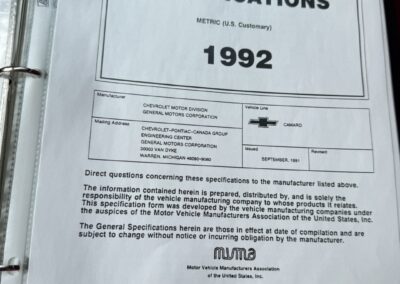 METRIC (U.S. Customary)
1992
Manufacturer
CHEVROLET MOTOR DIVISION
GENERAL MOTORS CORPORATION
Vehicle Line
CAMARO
Mailing Address
CHEVROLET-PONTIAC-CANADA GROUP
ENGINEERING CENTER
GENERAL MOTORS CORPORATION
30003 VAN DYKE
WARREN, MICHIGAN 48090-9060
Issued
SEPTEMBER, 1991
Revised
Direct questions concerning these specifications to the manufacturer listed above.
The information contained herein is prepared, distributed by, and is solely the
responsibility of the vehicle manufacturing company to whose products it relates.
This specification form was developed by the vehicle manufacturing companies under
the auspices of the Motor Vehicle Manufacturers Association of the United States, Inc.
The General Specifications herein are those in effect at date of compilation and are
subject to change without notice or incurring obligation by the manufacturer.
mvma
Motor Vehicle Manufacturers Association
of the United States, Inc.